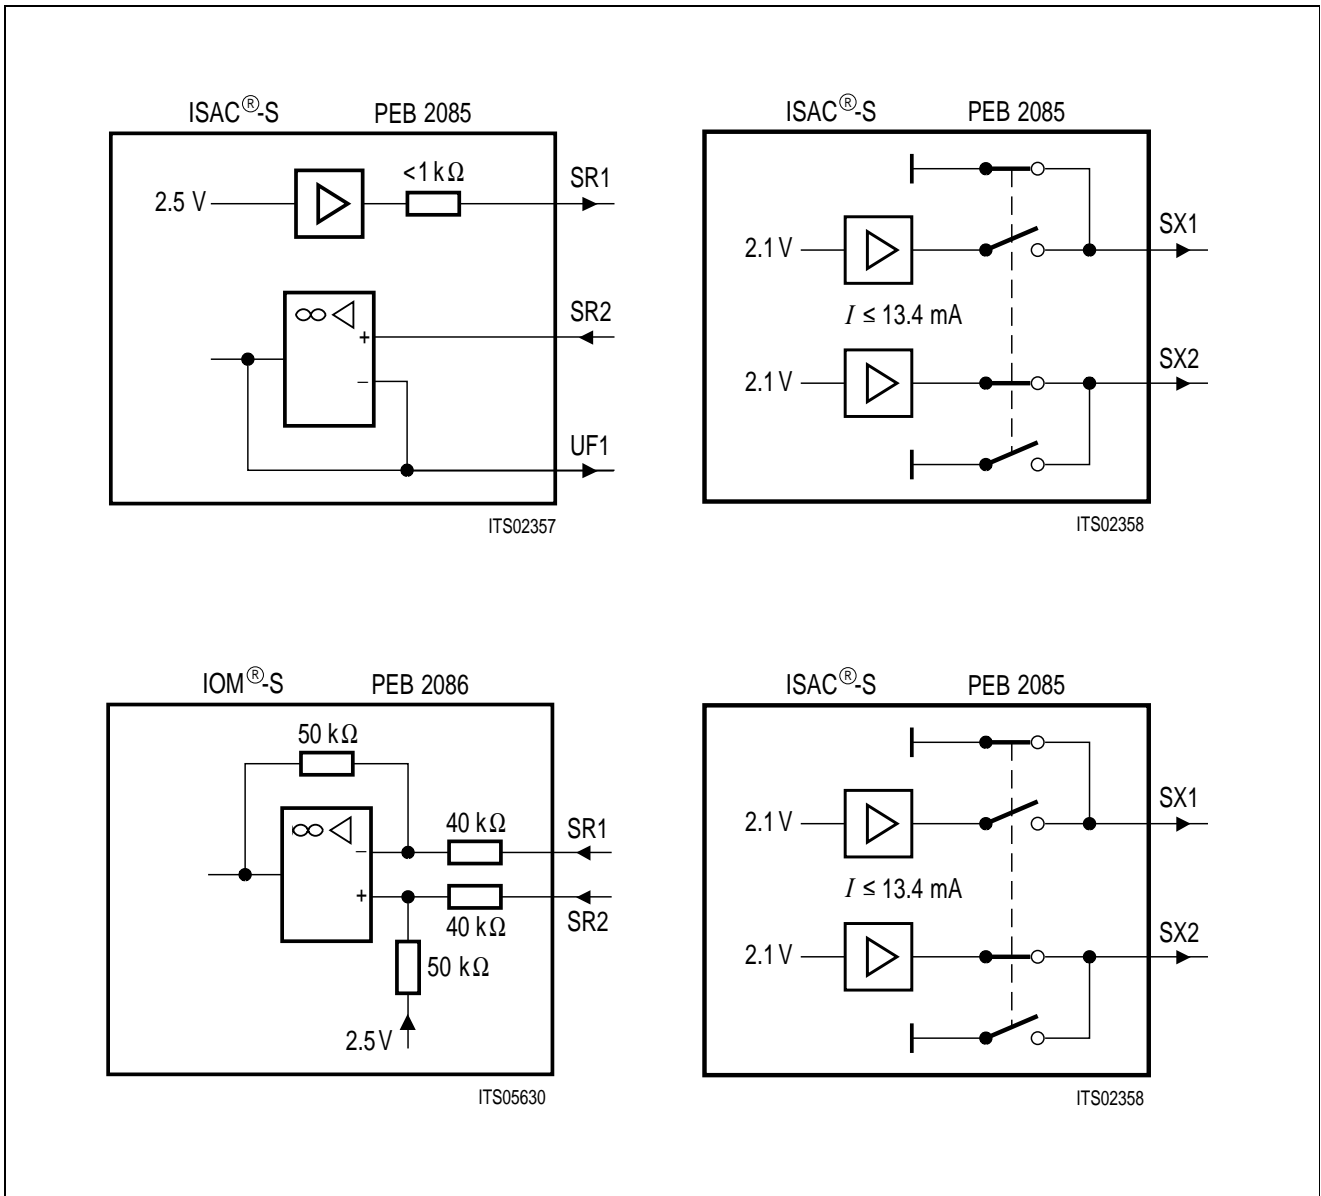 ISAC®-S PEB 2085
<1 kΩ
2.5 V
SR1
∞
+
SR2
−
UF1
ITS02357
ISAC®-S PEB 2085
2.1 V
SX1
I ≤ 13.4 mA
2.1 V
SX2
ITS02358
IOM®-S PEB 2086
50 kΩ
∞
−
40 kΩ
SR1
+
40 kΩ
SR2
50 kΩ
2.5 V
ITS05630
ISAC®-S PEB 2085
2.1 V
SX1
I ≤ 13.4 mA
2.1 V
SX2
ITS02358